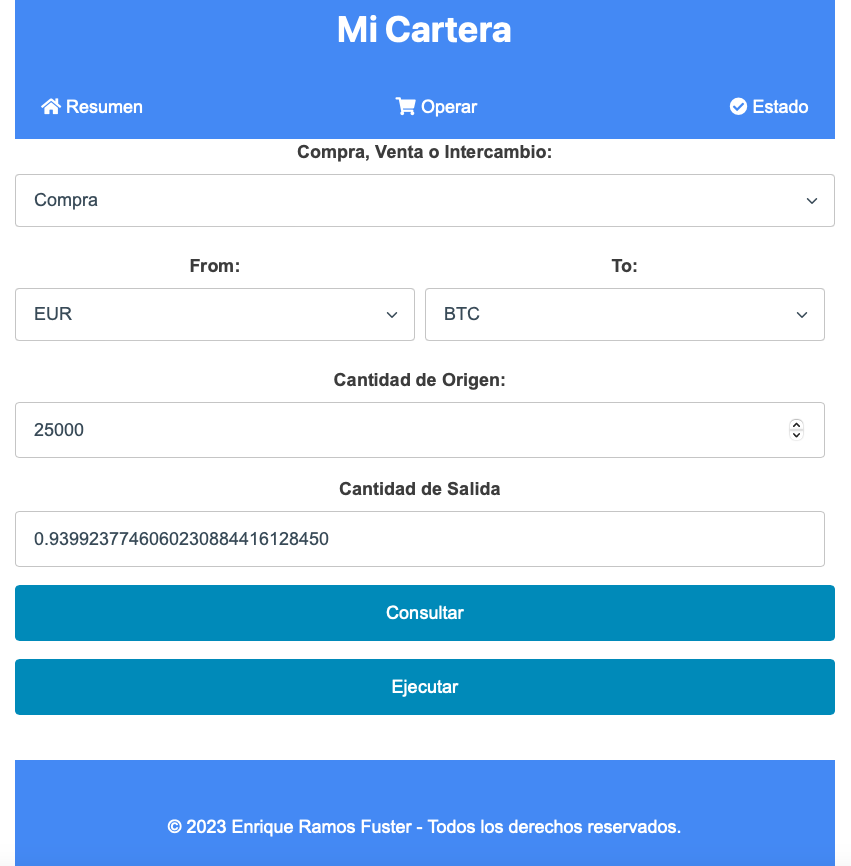 Mi Cartera
Resumen Operar Estado
Compra, Venta o Intercambio:
Compra
From: To:
EUR BTC
Cantidad de Origen:
25000
Cantidad de Salida
0.9399237746060230884416128450
Consultar
Ejecutar
© 2023 Enrique Ramos Fuster - Todos los derechos reservados.